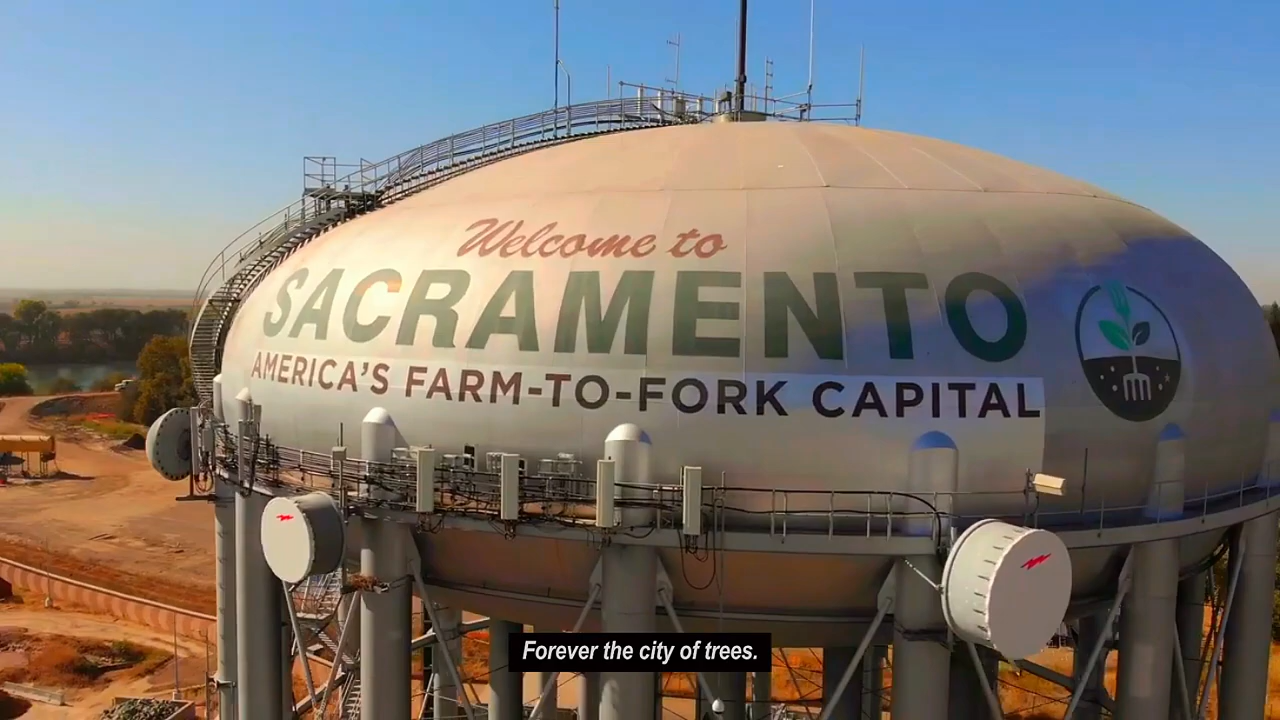 Welcome to
SACRAMENTO
AMERICA'S FARM-TO-FORK CAPITAL
Forever the city of trees.